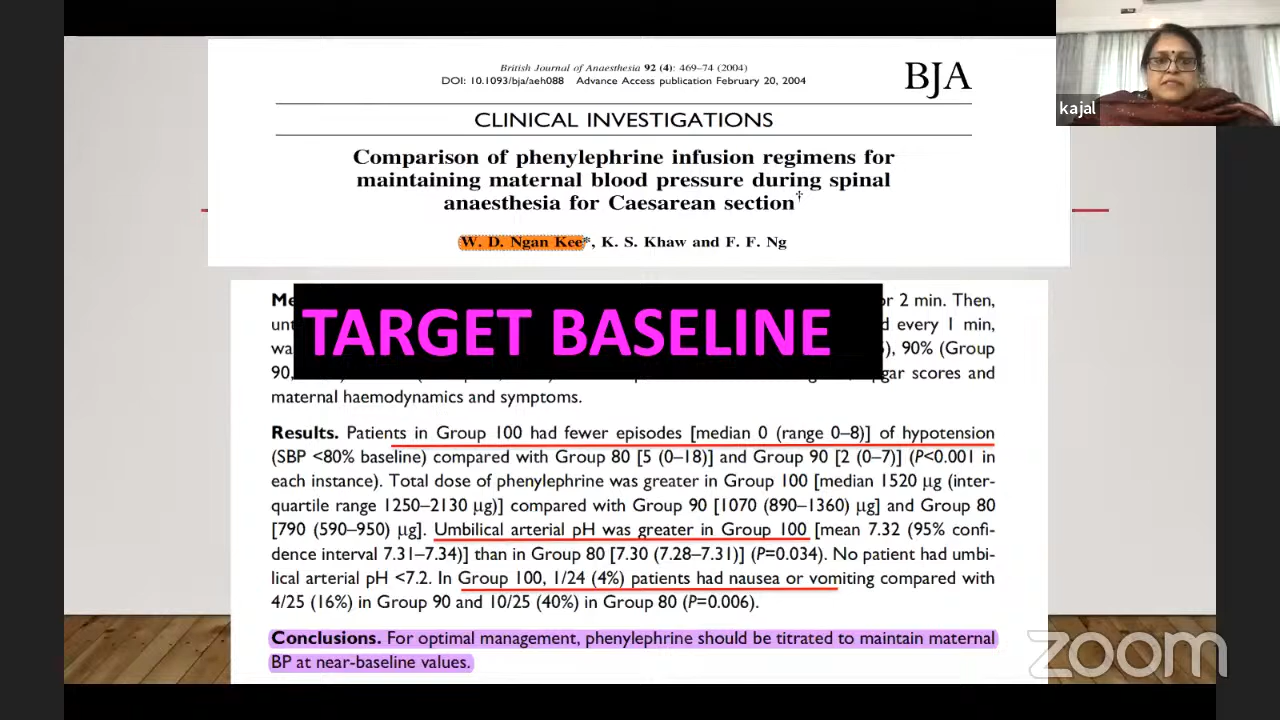 British Journal of Anaesthesia 92 (4): 469–74 (2004)
DOI: 10.1093/bja/aeh088 Advance Access publication February 20, 2004
BJA
kajal
CLINICAL INVESTIGATIONS
Comparison of phenylephrine infusion regimens for
maintaining maternal blood pressure during spinal
anaesthesia for Caesarean section†
W. D. Ngan Kee*, K. S. Khaw and F. F. Ng
TARGET BASELINE
or 2 min. Then,
every 1 min,
90% (Group
90,
scores and
maternal haemodynamics and symptoms.
Results. Patients in Group 100 had fewer episodes [median 0 (range 0–8)] of hypotension
(SBP <80% baseline) compared with Group 80 [5 (0–18)] and Group 90 [2 (0–7)] (P<0.001 in
each instance). Total dose of phenylephrine was greater in Group 100 [median 1520 µg (inter-
quartile range 1250–2130 µg)] compared with Group 90 [1070 (890–1360) µg] and Group 80
[790 (590–950) µg]. Umbilical arterial pH was greater in Group 100 [mean 7.32 (95% confi-
dence interval 7.31–7.34)] than in Group 80 [7.30 (7.28–7.31)] (P=0.034). No patient had umbi-
lical arterial pH <7.2. In Group 100, 1/24 (4%) patients had nausea or vomiting compared with
4/25 (16%) in Group 90 and 10/25 (40%) in Group 80 (P=0.006).
Conclusions. For optimal management, phenylephrine should be titrated to maintain maternal
BP at near-baseline values.
zoom